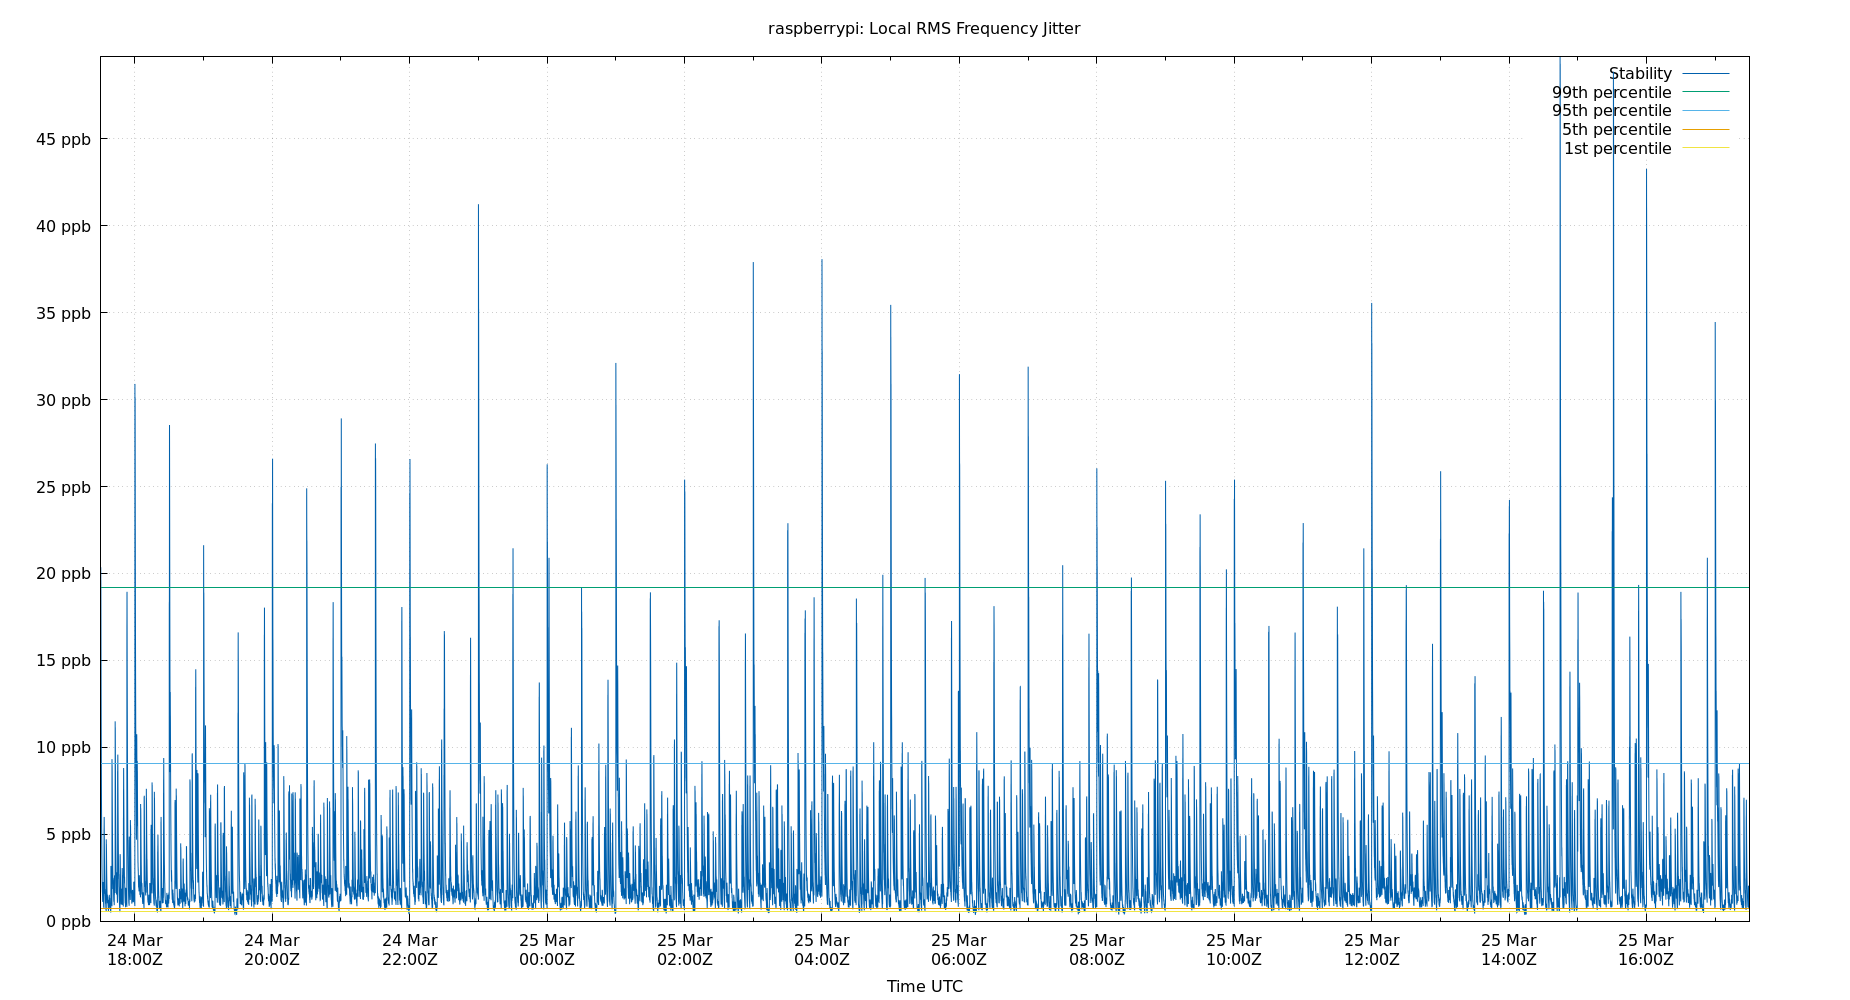 raspberrypi: Local RMS Frequency Jitter
Stability
99th percentile
95th percentile
5th percentile
1st percentile
45 ppb
40 ppb
35 ppb
30 ppb
25 ppb
20 ppb
15 ppb
10 ppb
5 ppb
0 ppb
24 Mar 24 Mar 24 Mar 25 Mar 25 Mar 25 Mar 25 Mar 25 Mar 25 Mar 25 Mar 25 Mar 25 Mar
18:00Z 20:00Z 22:00Z 00:00Z 02:00Z 04:00Z 06:00Z 08:00Z 10:00Z 12:00Z 14:00Z 16:00Z
Time UTC